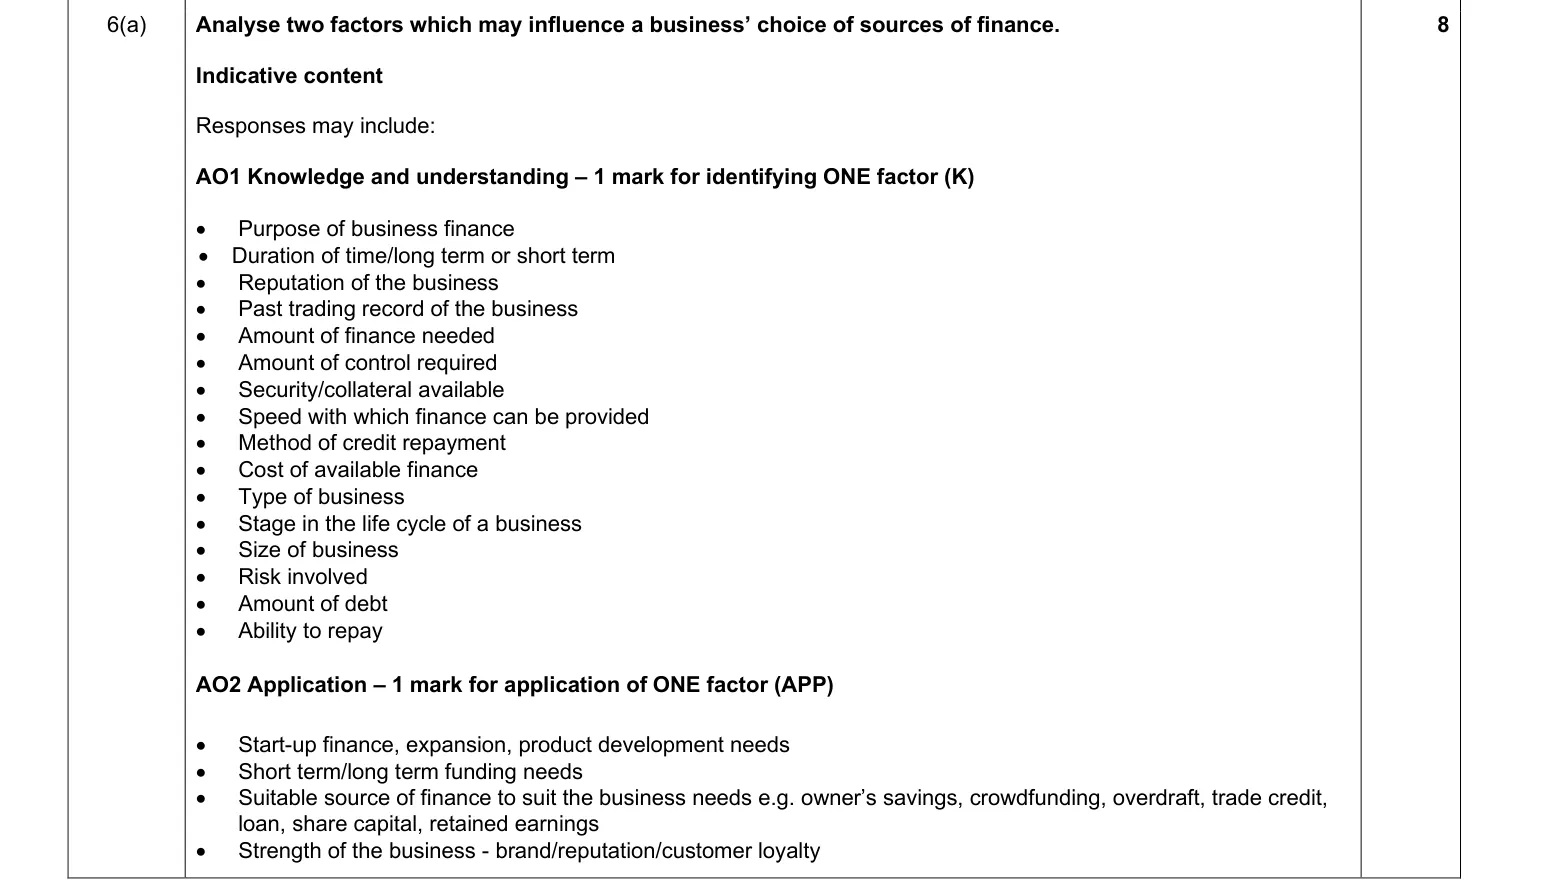 6(a) Analyse two factors which may influence a business’ choice of sources of finance. 8
Indicative content
Responses may include:
AO1 Knowledge and understanding – 1 mark for identifying ONE factor (K)
• Purpose of business finance
• Duration of time/long term or short term
• Reputation of the business
• Past trading record of the business
• Amount of finance needed
• Amount of control required
• Security/collateral available
• Speed with which finance can be provided
• Method of credit repayment
• Cost of available finance
• Type of business
• Stage in the life cycle of a business
• Size of business
• Risk involved
• Amount of debt
• Ability to repay
AO2 Application – 1 mark for application of ONE factor (APP)
• Start-up finance, expansion, product development needs
• Short term/long term funding needs
• Suitable source of finance to suit the business needs e.g. owner’s savings, crowdfunding, overdraft, trade credit,
loan, share capital, retained earnings
• Strength of the business - brand/reputation/customer loyalty